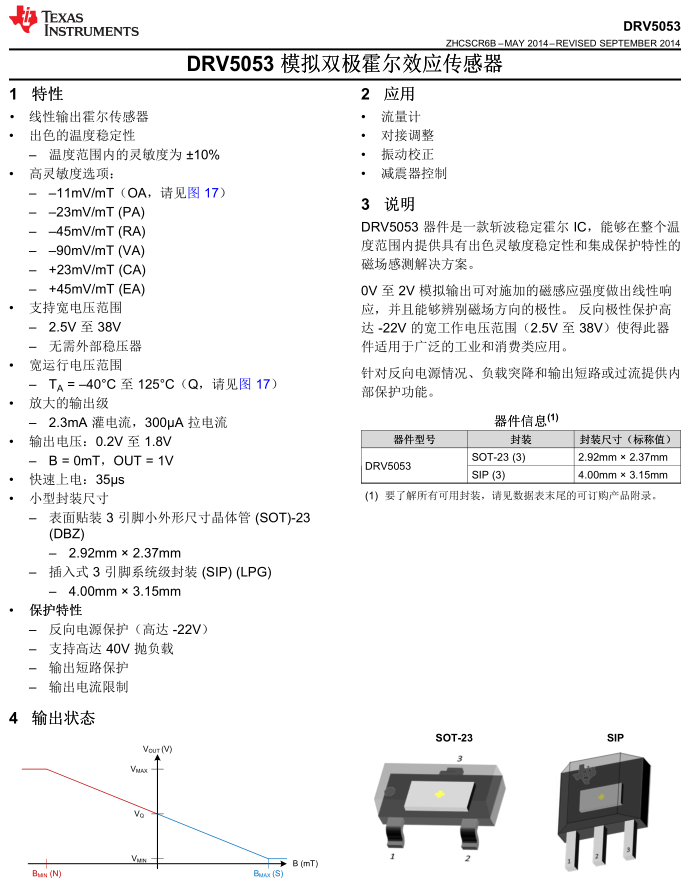 TEXAS
INSTRUMENTS
DRV5053
ZHCSCR6B –MAY 2014–REVISED SEPTEMBER 2014
DRV5053 模拟双极霍尔效应传感器
1 特性
• 线性输出霍尔传感器
• 出色的温度稳定性
– 温度范围内的灵敏度为 ±10%
• 高灵敏度选项:
– –11mV/mT（OA，请见图 17）
– –23mV/mT (PA)
– –45mV/mT (RA)
– –90mV/mT (VA)
– +23mV/mT (CA)
– +45mV/mT (EA)
• 支持宽电压范围
– 2.5V 至 38V
– 无需外部稳压器
• 宽运行电压范围
– TA = –40°C 至 125°C（Q，请见图 17）
• 放大的输出级
– 2.3mA 灌电流，300µA 拉电流
• 输出电压：0.2V 至 1.8V
– B = 0mT，OUT = 1V
• 快速上电：35µs
• 小型封装尺寸
– 表面贴装 3 引脚小外形尺寸晶体管 (SOT)-23
(DBZ)
– 2.92mm × 2.37mm
– 插入式 3 引脚系统级封装 (SIP) (LPG)
– 4.00mm × 3.15mm
• 保护特性
– 反向电源保护（高达 -22V）
– 支持高达 40V 抛负载
– 输出短路保护
– 输出电流限制
2 应用
• 流量计
• 对接调整
• 振动校正
• 减震器控制
3 说明
DRV5053 器件是一款斩波稳定霍尔 IC，能够在整个温
度范围内提供具有出色灵敏度稳定性和集成保护特性的
磁场感测解决方案。
0V 至 2V 模拟输出可对施加的磁感应强度做出线性响
应，并且能够辨别磁场方向的极性。 反向极性保护高
达 -22V 的宽工作电压范围（2.5V 至 38V）使得此器
件适用于广泛的工业和消费类应用。
针对反向电源情况、负载突降和输出短路或过流提供内
部保护功能。
器件信息(1)
器件型号 封装 封装尺寸（标称值）
DRV5053 SOT-23 (3) 2.92mm × 2.37mm
SIP (3) 4.00mm × 3.15mm
(1) 要了解所有可用封装，请见数据表末尾的可订购产品附录。
4 输出状态
VOUT (V)
VMAX
VQ
VMIN
B (mT)
BMIN (N)
BMAX (S)
SOT-23
3
1
2
SIP
1
2
3